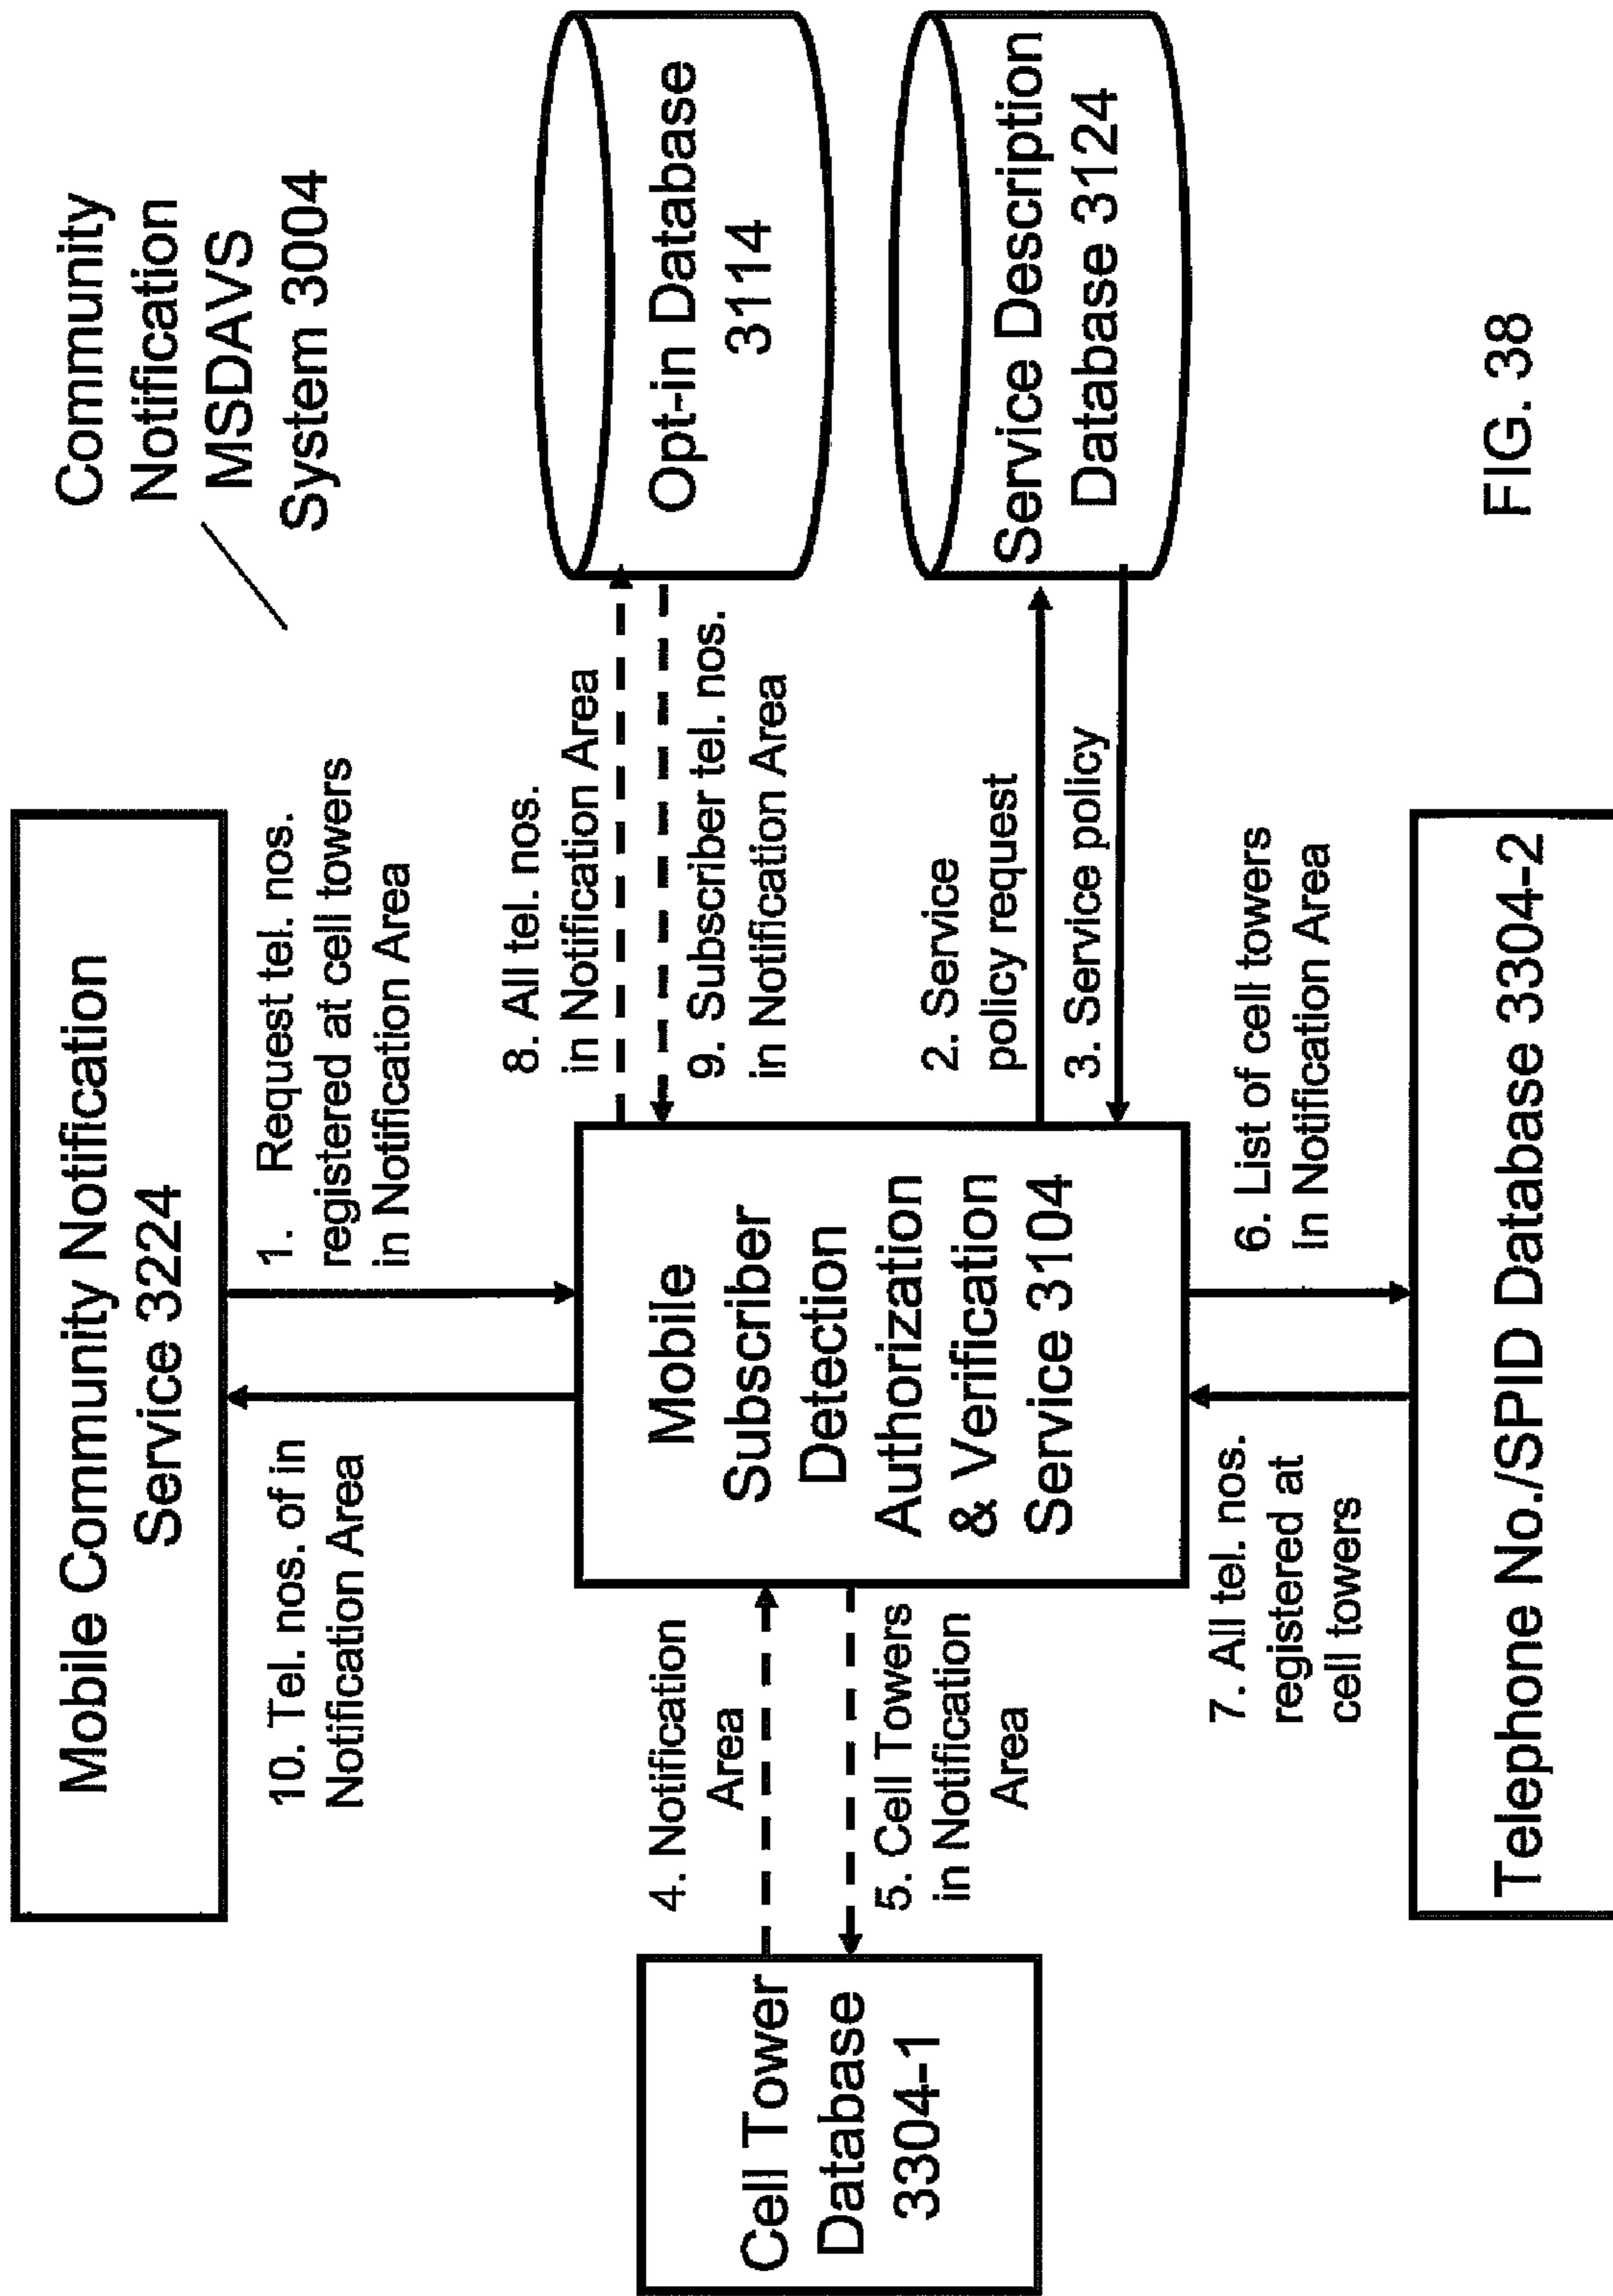 Community
Notification
MSDAVS
System 3004
Mobile Community Notification
Service 3224
1. Request tel. nos.
registered at cell towers
in Notification Area
10. Tel. nos. of in
Notification Area
8. All tel. nos.
in Notification Area
9. Subscriber tel. nos.
in Notification Area
Opt-in Database
3114
Cell Tower
Database
3304-1
4. Notification
Area
5. Cell Towers
in Notification
Area
Mobile
Subscriber
Detection
Authorization
& Verification
Service 3104
2. Service
policy request
3. Service policy
Service Description
Database 3124
7. All tel. nos.
registered at
cell towers
6. List of cell towers
In Notification Area
Telephone No./SPID Database 3304-2
FIG. 38